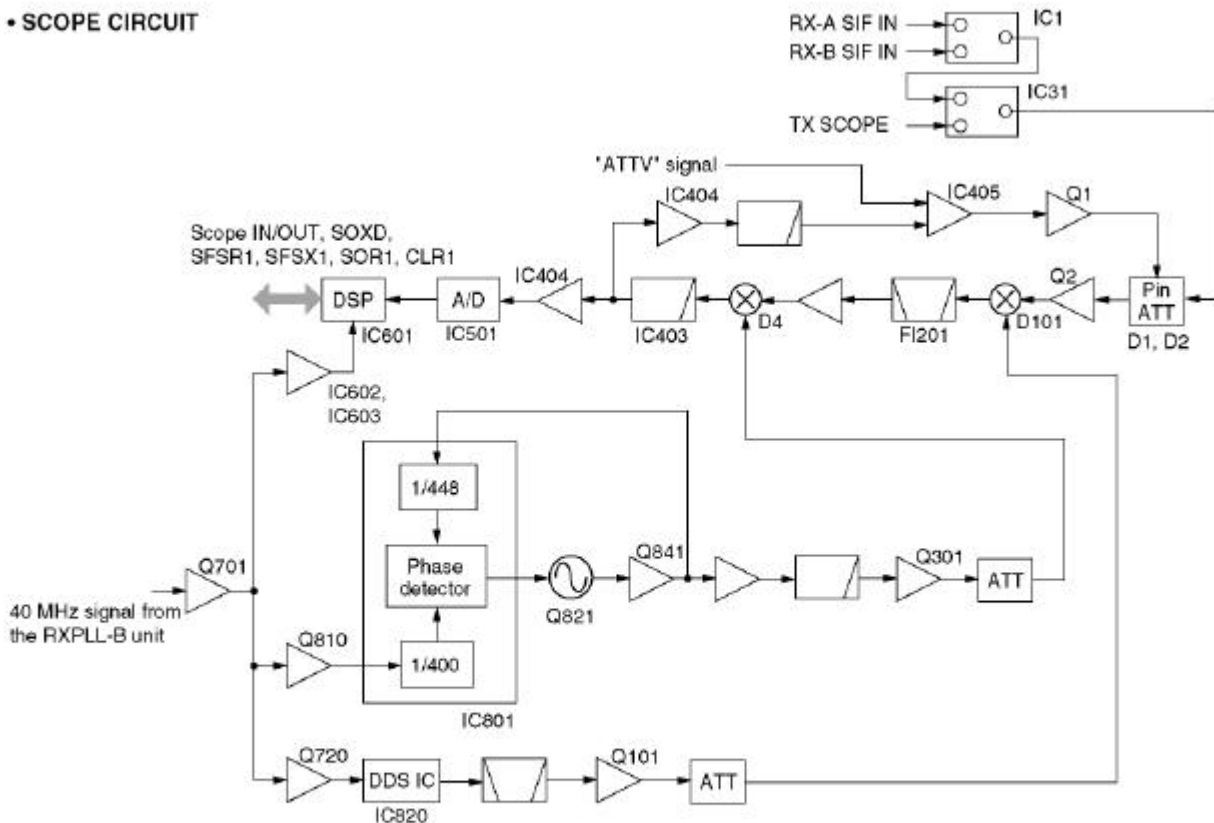 • SCOPE CIRCUIT
RX-A SIF IN
IC1
RX-B SIF IN
IC31
TX SCOPE
"ATTV" signal
IC404
IC405
Q1
Scope IN/OUT, SOXD,
SFSR1, SFSX1, SOR1, CLR1
IC404
Q2
DSP
A/D
Pin
ATT
IC601
IC501
IC403
D4
FI201
D101
D1, D2
IC602,
IC603
1/448
Q701
Phase
detector
Q841
Q301
ATT
Q821
40 MHz signal from
the RXPLL-B unit
Q810
1/400
IC801
Q720
Q101
DDS IC
ATT
IC820